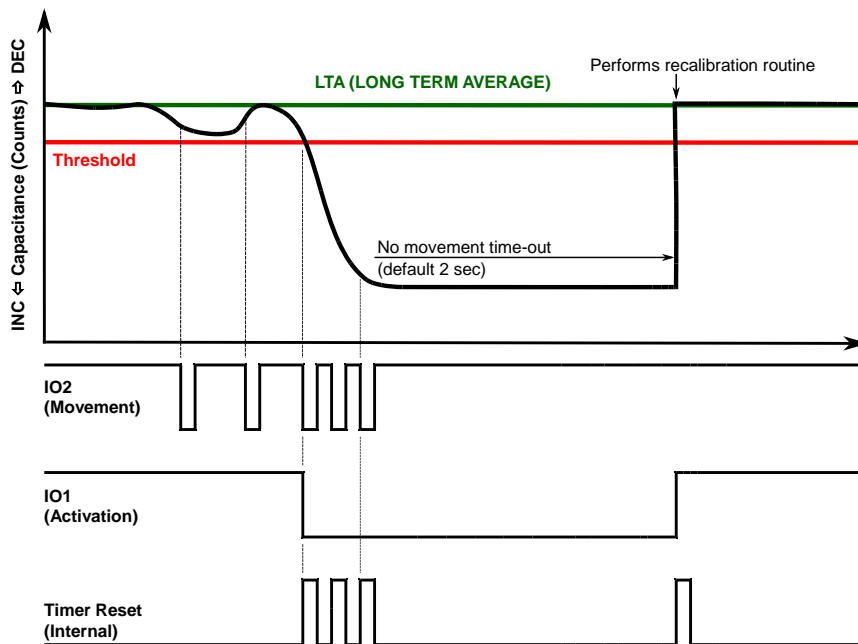 INC ⇦ Capacitance (Counts) ⇨ DEC
LTA (LONG TERM AVERAGE)
Performs recalibration routine
Threshold
No movement time-out
(default 2 sec)
IO2
(Movement)
IO1
(Activation)
Timer Reset
(Internal)